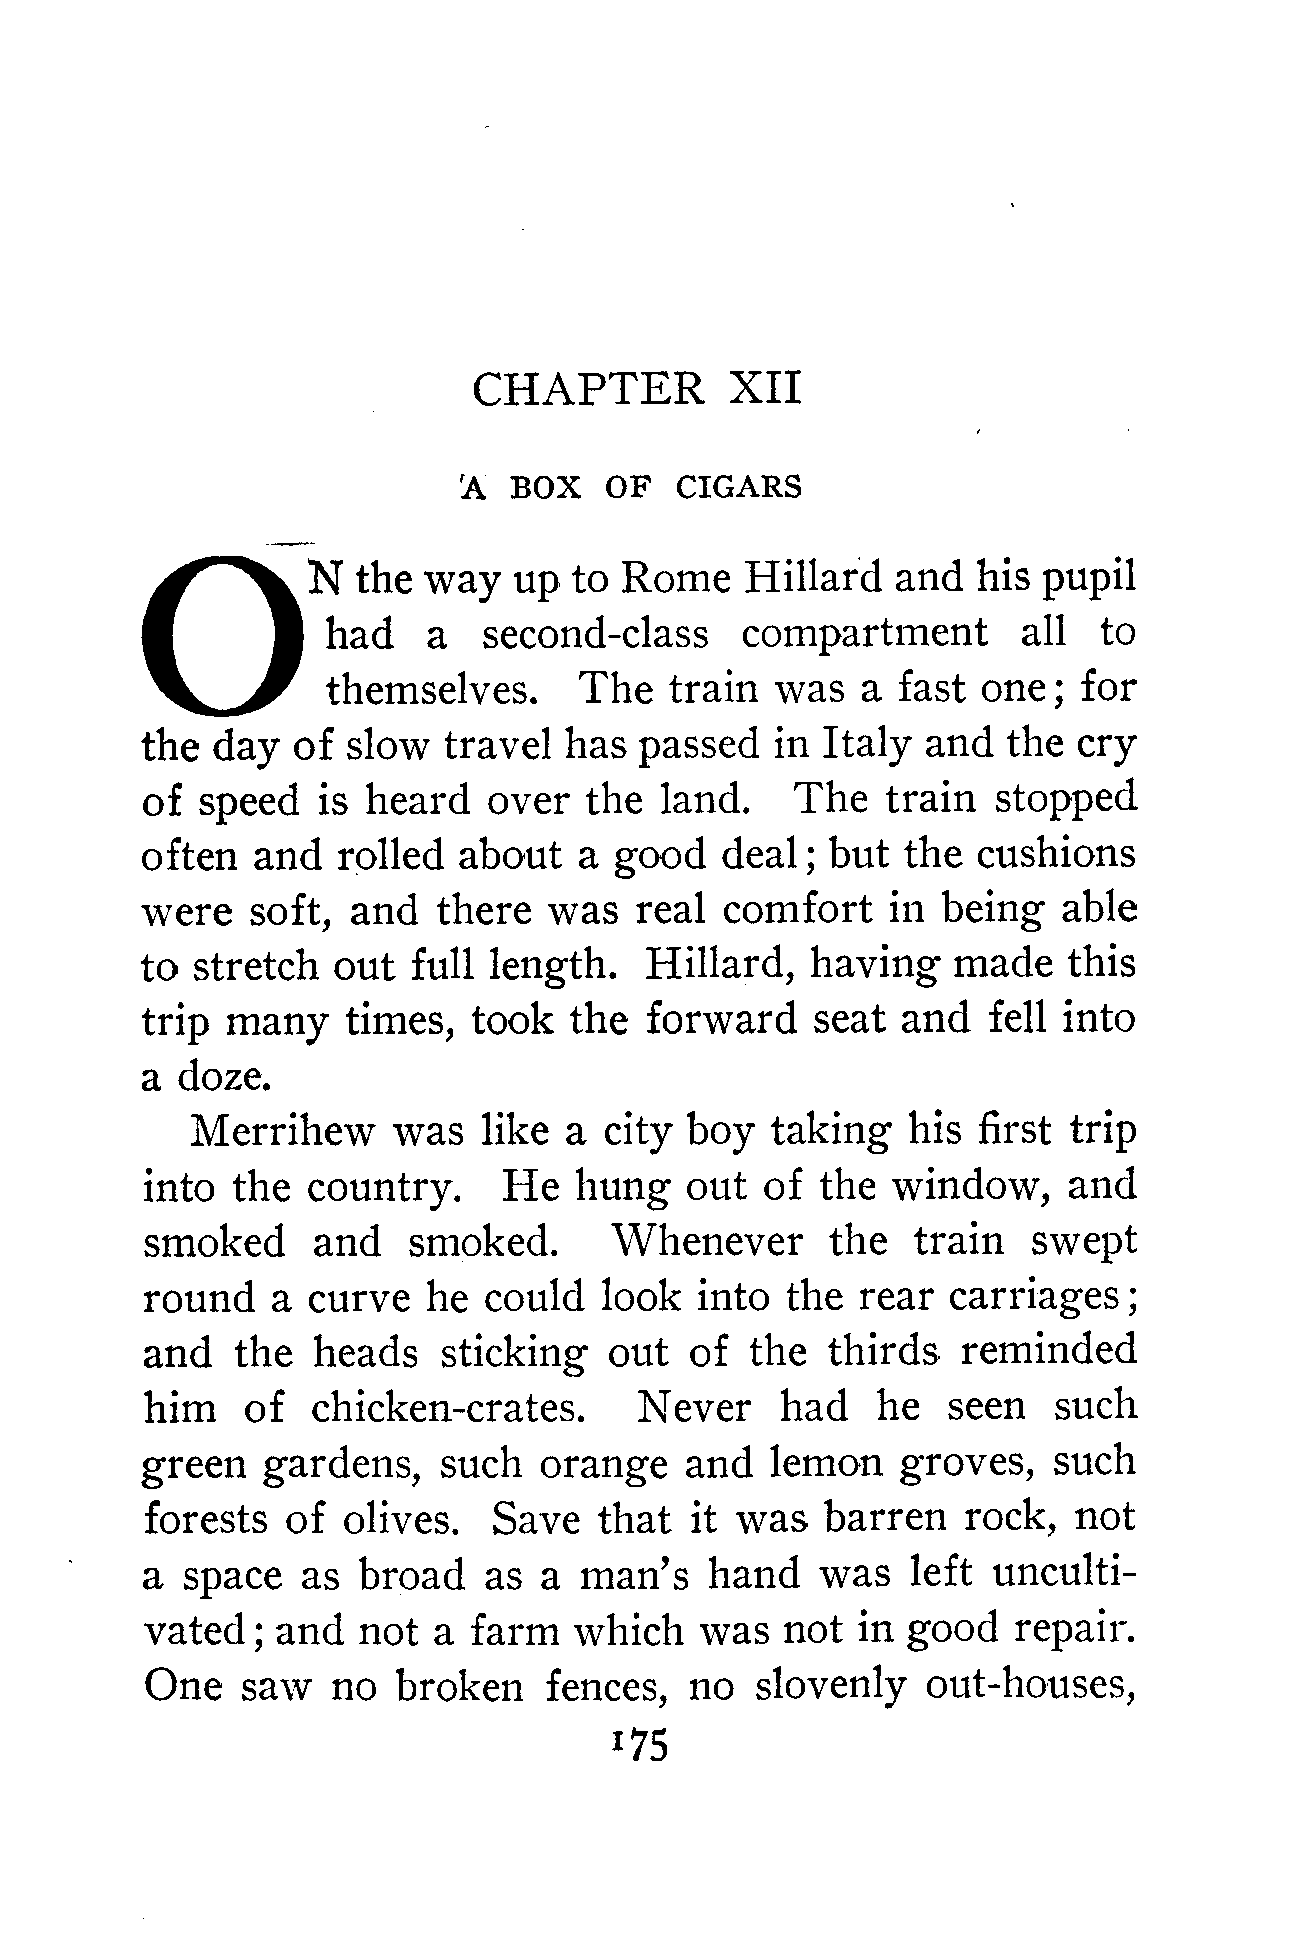 CHAPTER XII
A BOX OF CIGARS
ON the way up to Rome Hillard and his pupil
had a second-class compartment all to
themselves. The train was a fast one; for
the day of slow travel has passed in Italy and the cry
of speed is heard over the land. The train stopped
often and rolled about a good deal; but the cushions
were soft, and there was real comfort in being able
to stretch out full length. Hillard, having made this
trip many times, took the forward seat and fell into
a doze.
Merrihew was like a city boy taking his first trip
into the country. He hung out of the window, and
smoked and smoked. Whenever the train swept
round a curve he could look into the rear carriages;
and the heads sticking out of the thirds reminded
him of chicken-crates. Never had he seen such
green gardens, such orange and lemon groves, such
forests of olives. Save that it was barren rock, not
a space as broad as a man's hand was left unculti-
vated; and not a farm which was not in good repair.
One saw no broken fences, no slovenly out-houses,
175